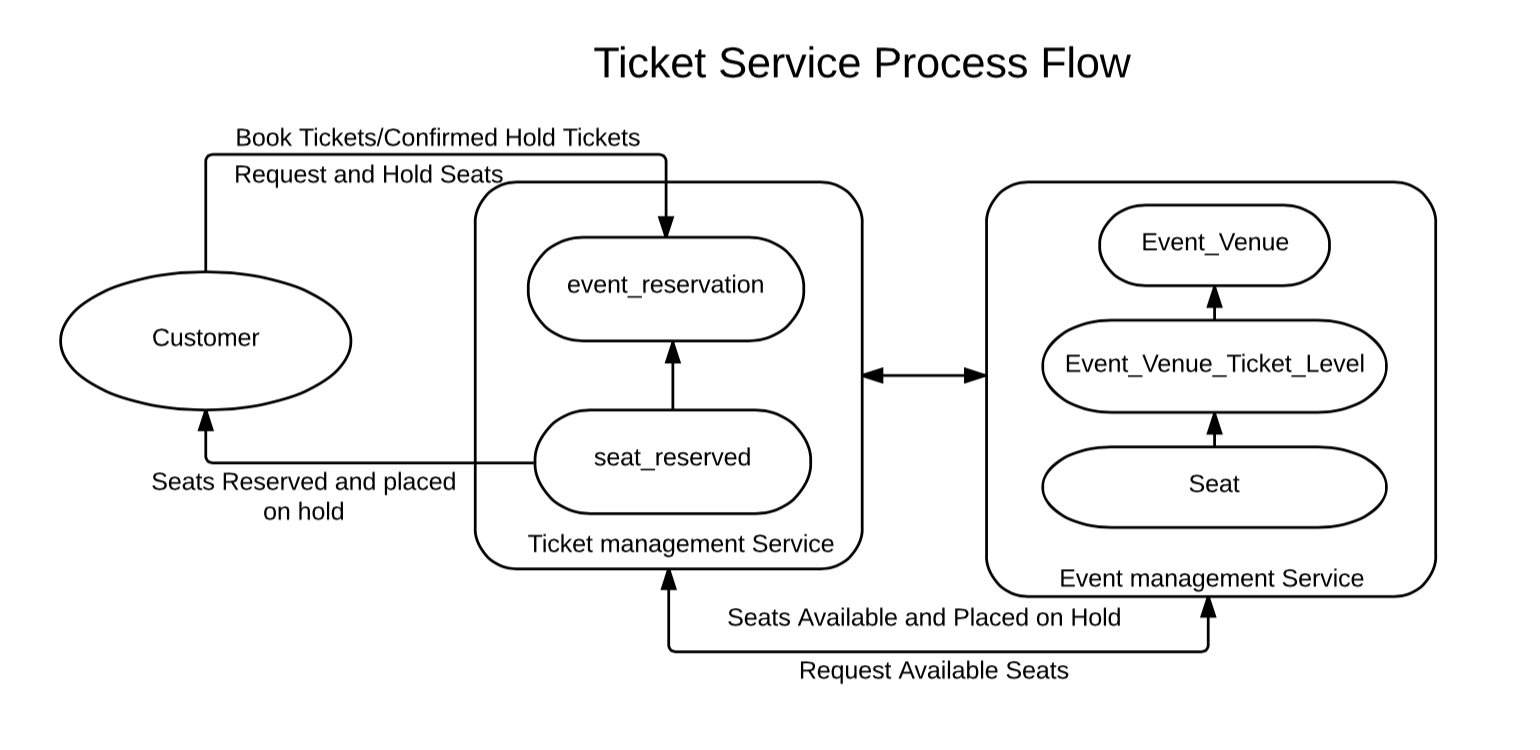 Ticket Service Process Flow
Book Tickets/Confirmed Hold Tickets
Request and Hold Seats
Customer
event_reservation
seat_reserved
Seats Reserved and placed
on hold
Ticket management Service
Event_Venue
Event_Venue_Ticket_Level
Seat
Event management Service
Seats Available and Placed on Hold
Request Available Seats